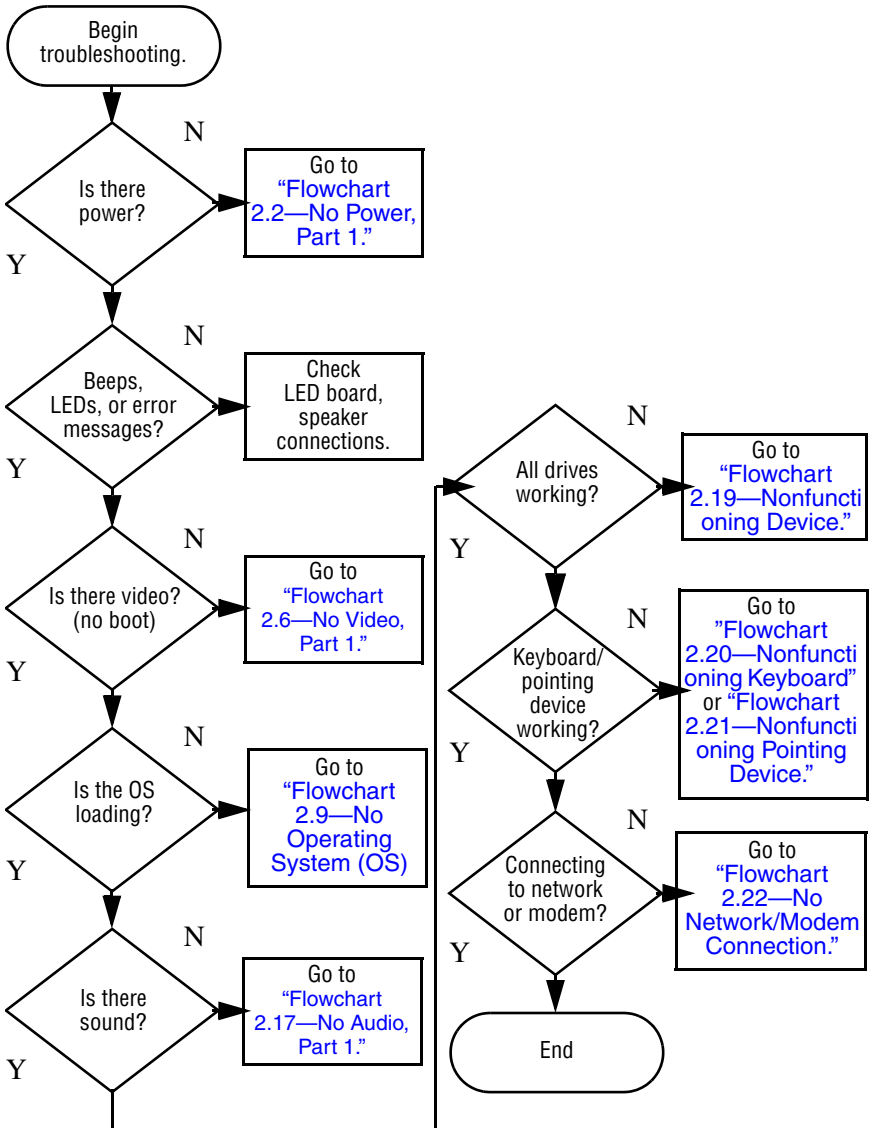 Begin
troubleshooting.
N
Is there
power?
Go to
“Flowchart
2.2—No Power,
Part 1.”
Y
N
Beeps,
LEDs, or error
messages?
Check
LED board,
speaker
connections.
Y
N
Is there video?
(no boot)
Go to
“Flowchart
2.6—No Video,
Part 1.”
Y
N
Is the OS
loading?
Go to
“Flowchart
2.9—No
Operating
System (OS)
Y
N
Is there
sound?
Go to
“Flowchart
2.17—No Audio,
Part 1.”
Y
N
All drives
working?
Go to
“Flowchart
2.19—Nonfuncti
oning Device.”
Y
N
Keyboard/
pointing
device
working?
Go to
”Flowchart
2.20—Nonfuncti
oning Keyboard”
or “Flowchart
2.21—Nonfuncti
oning Pointing
Device.”
Y
N
Connecting
to network
or modem?
Go to
“Flowchart
2.22—No
Network/Modem
Connection.”
Y
End